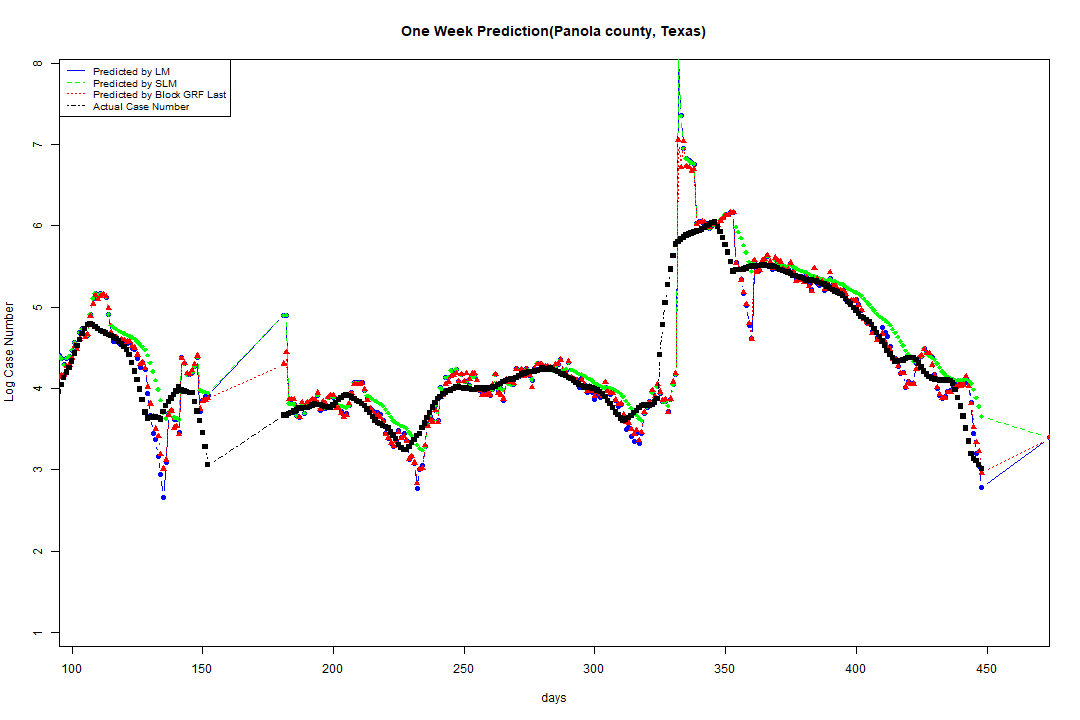 One Week Prediction(Panola county, Texas)
Predicted by LM
Predicted by SLM
Predicted by Block GRF Last
Actual Case Number
8
7
6
5
4
3
2
1
Log Case Number
100 150 200 250 300 350 400 450
days